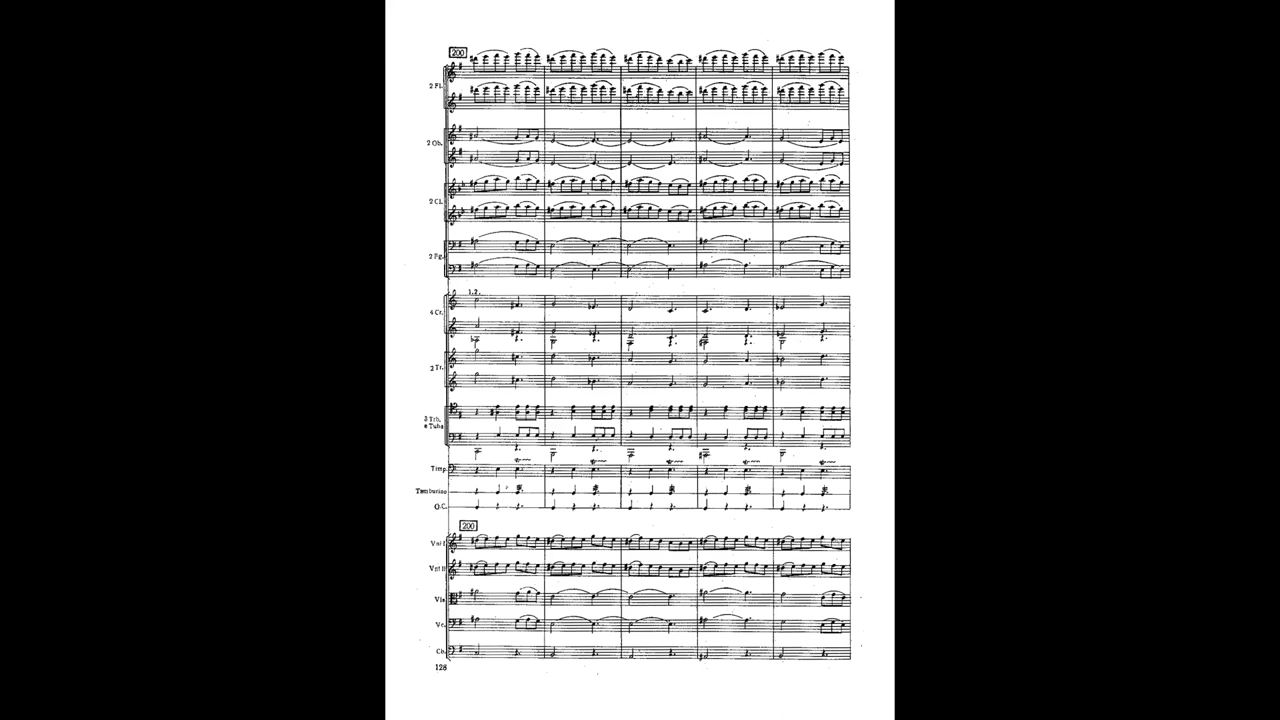 200
2 Fl.
2 Ob.
2 Cl.
2 Fg.
1.2.
4 Cr.
2 Tr.
3 Trb.
e Tuba
Timp.
Tamburino
G.C.
200
Vni I
Vni II
Vle
Vc.
Cb.
128